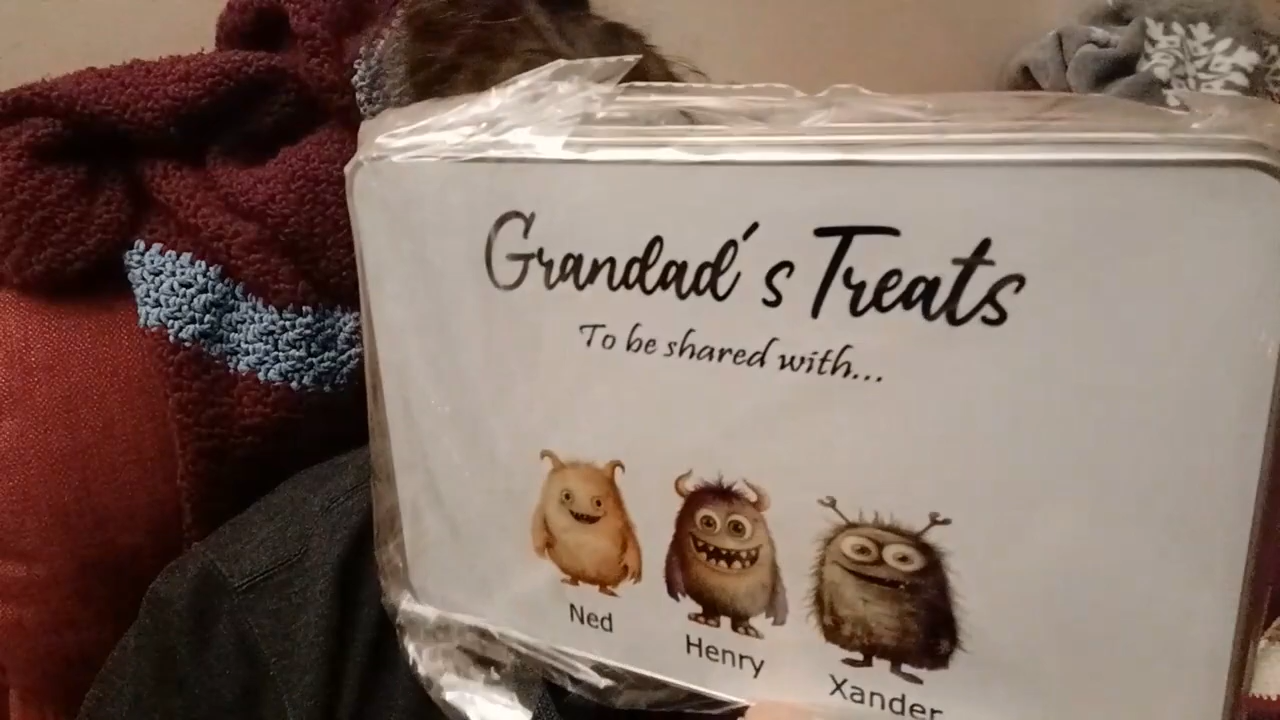 Grandad´s Treats
To be shared with...
Ned
Henry
Xander